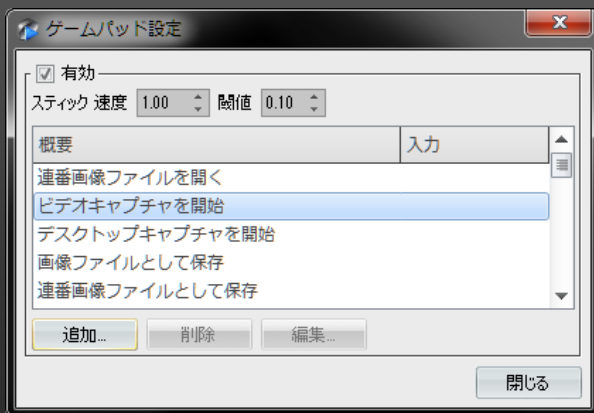 ゲームパッド設定
有効
スティック 速度 1.00 閾値 0.10
概要 入力
連番画像ファイルを開く
ビデオキャプチャを開始
デスクトップキャプチャを開始
画像ファイルとして保存
連番画像ファイルとして保存
追加... 削除 編集...
閉じる